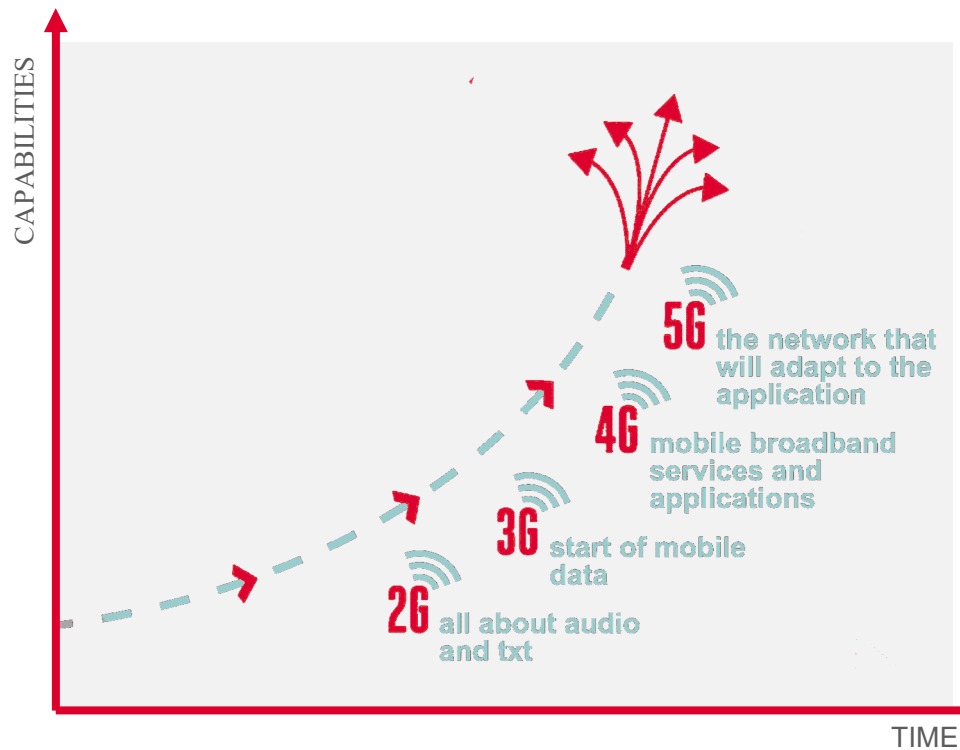 CAPABILITIES
5G
the network that
will adapt to the
application
4G
mobile broadband
services and
applications
3G
start of mobile
data
2G
all about audio
and txt
TIME